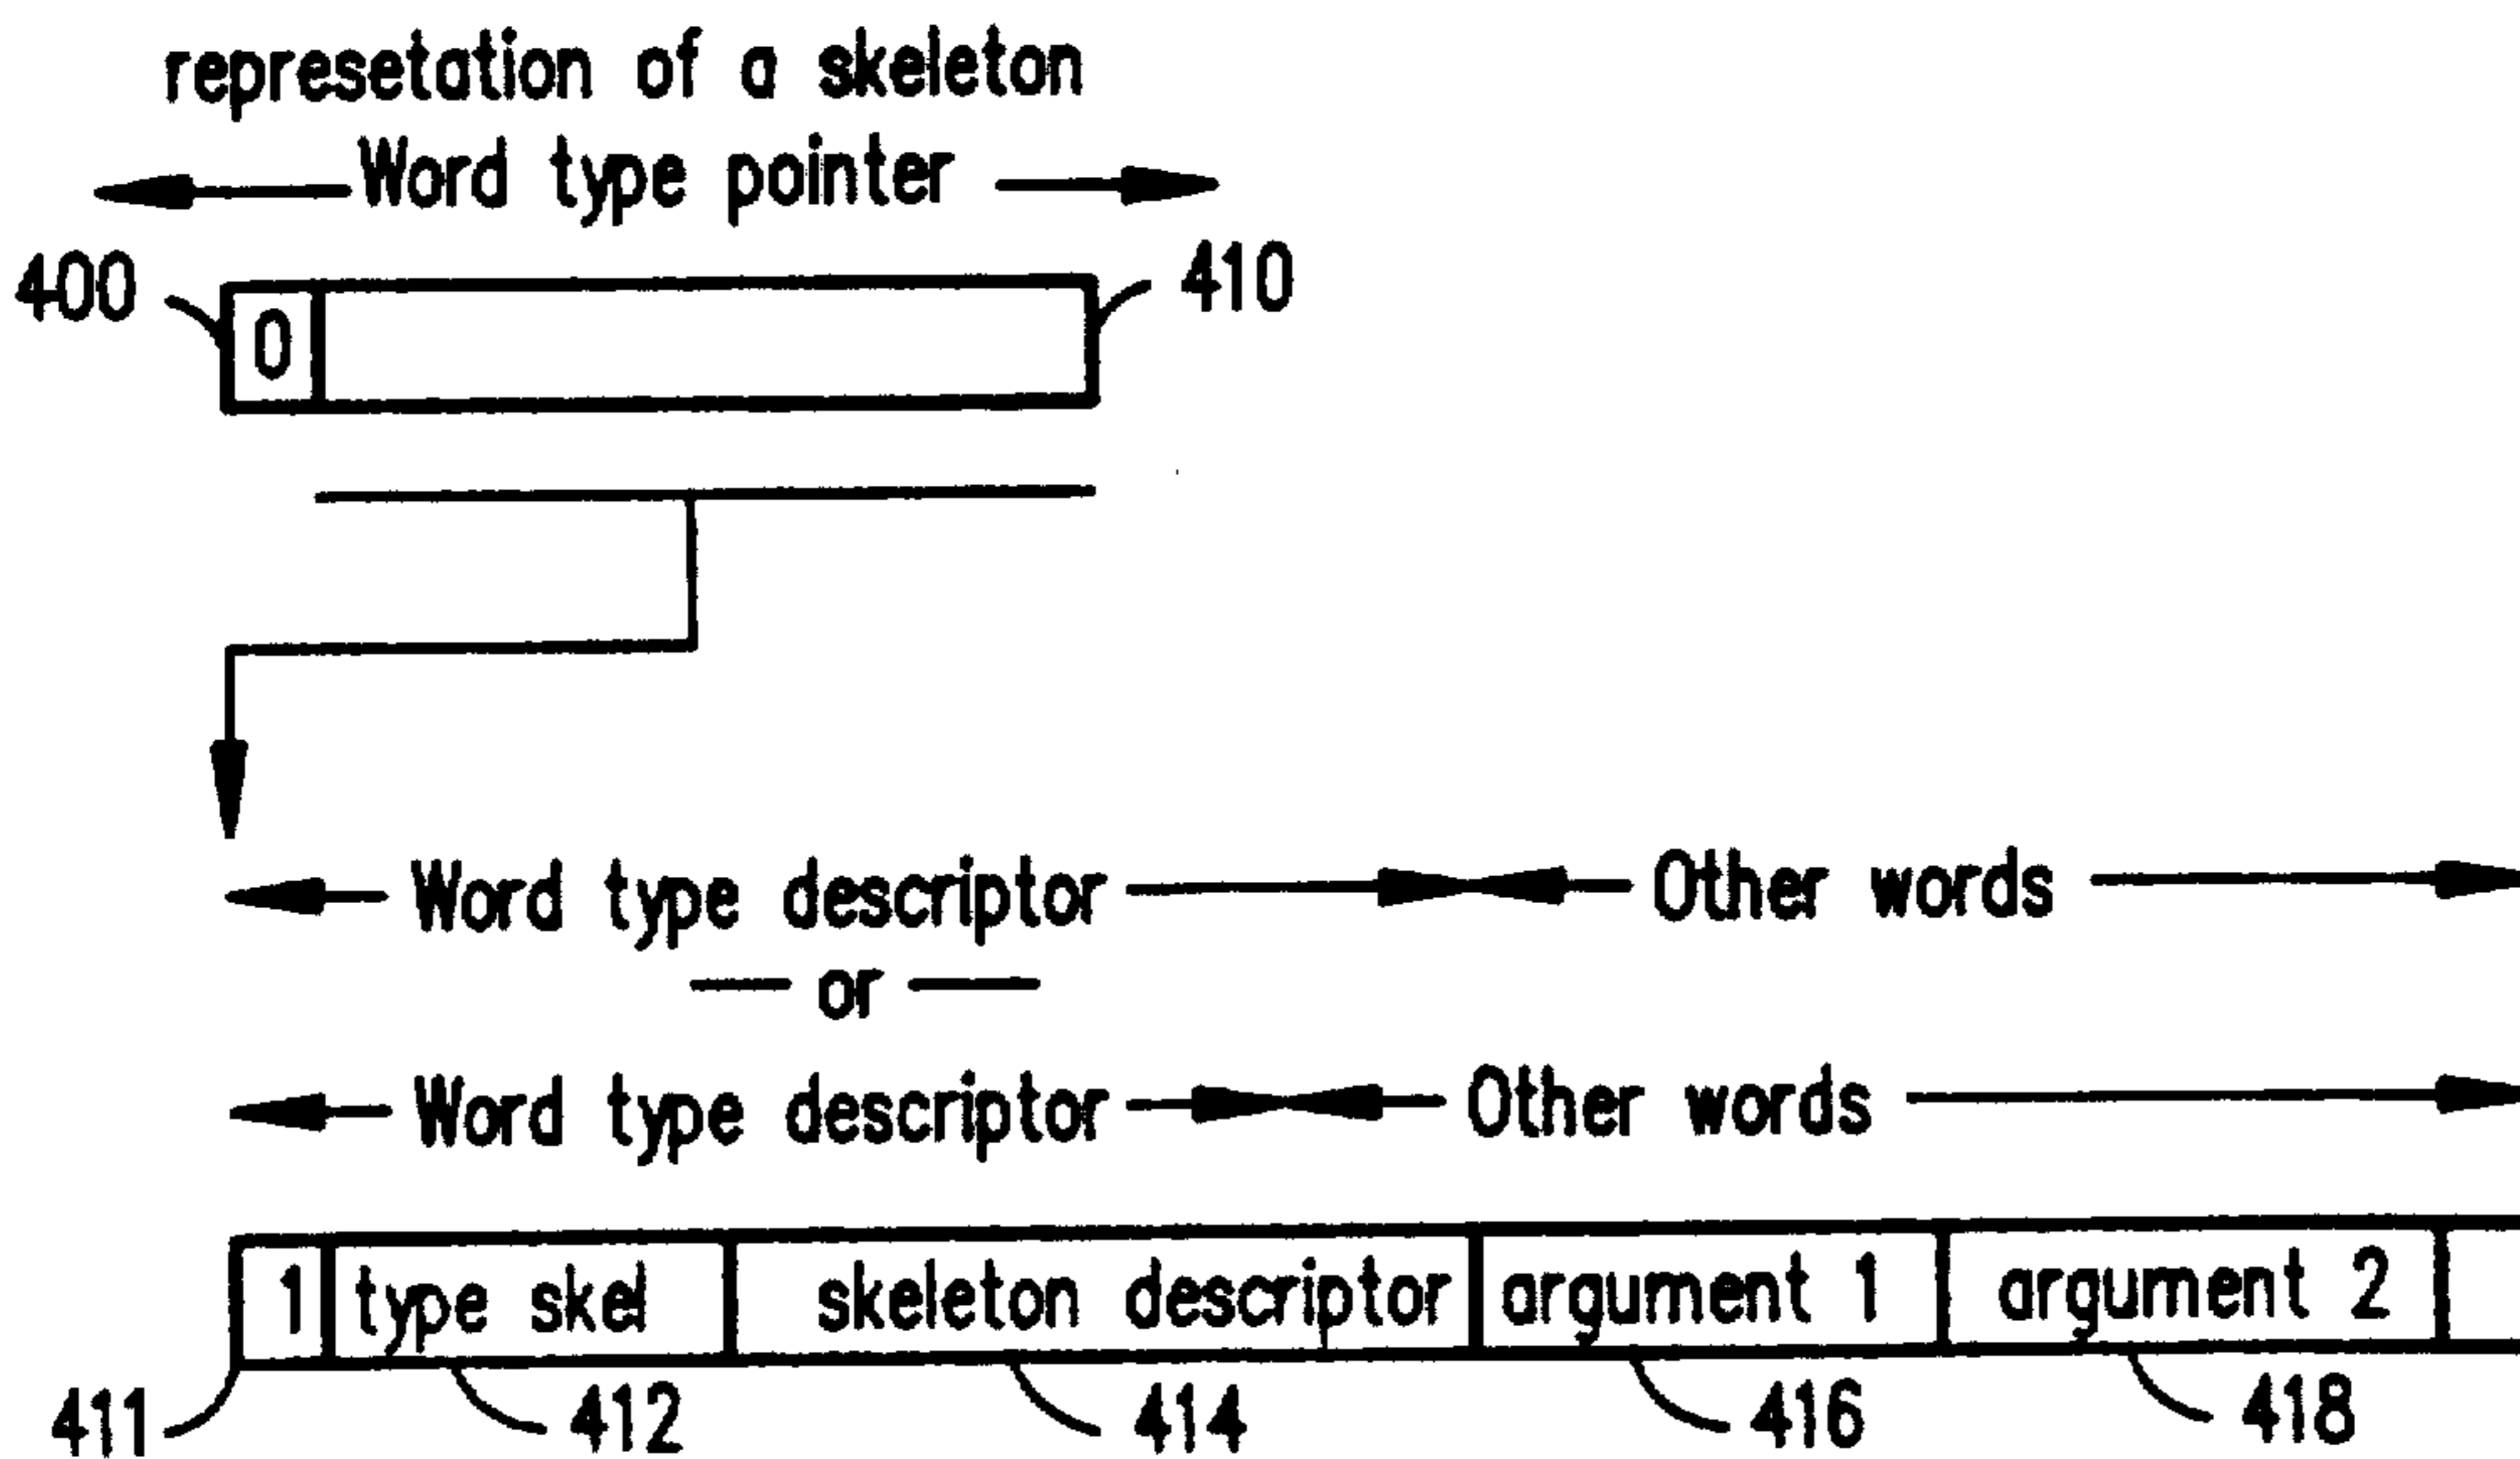 represetation of a skeleton
Word type pointer
400 410
0
Word type descriptor Other words
or
Word type descriptor Other words
1 type skel skeleton descriptor argument 1 argument 2
411 412 414 416 418